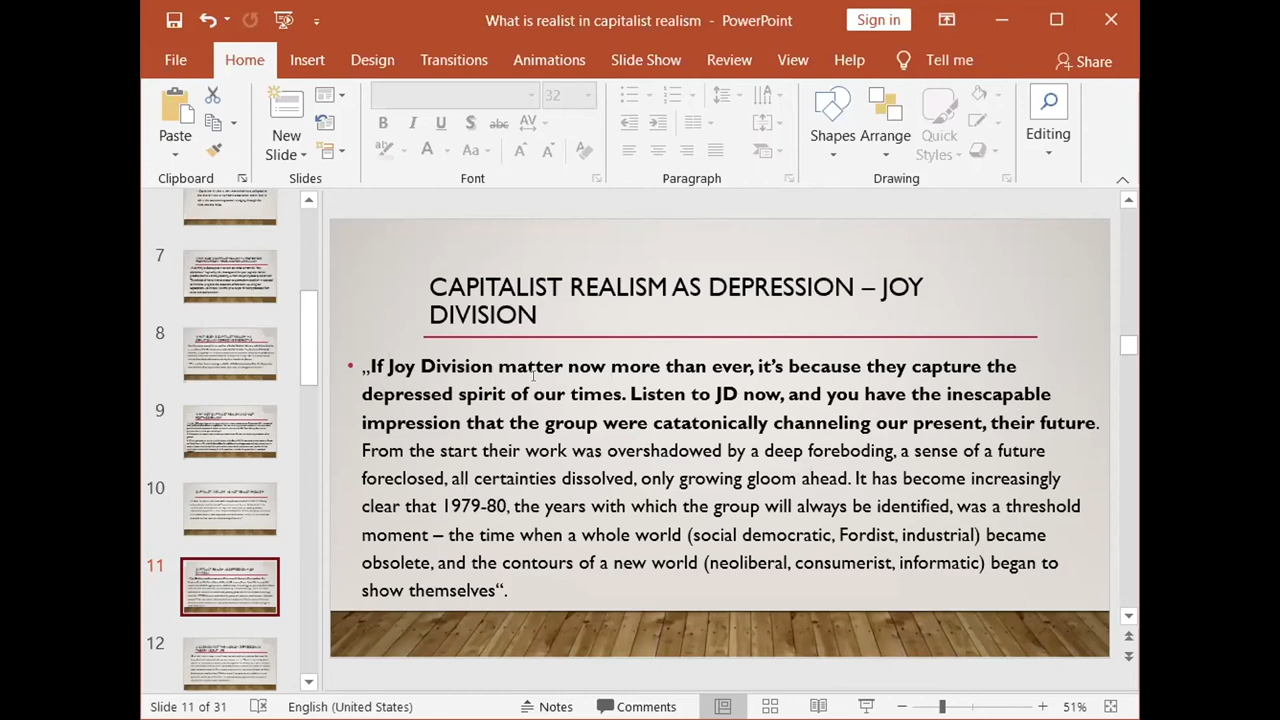 What is realist in capitalist realism - PowerPoint
Sign in
File Home Insert Design Transitions Animations Slide Show Review View Help Tell me Share
32
Paste
New
Slide
Shapes Arrange Quick
Styles
Editing
Clipboard Slides Font Paragraph Drawing
7
8
9
10
11
12
CAPITALIST REALISM AS DEPRESSION – JOY
DIVISION
• „If Joy Division matter now more than ever, it’s because they capture the
depressed spirit of our times. Listen to JD now, and you have the inescapable
impression that the group were catatonically channeling our present, their future.
From the start their work was overshadowed by a deep foreboding, a sense of a future
foreclosed, all certainties dissolved, only growing gloom ahead. It has become increasingly
clear that 1979-80, the years with which the group will always be identified, was a threshold
moment – the time when a whole world (social democratic, Fordist, industrial) became
obsolete, and the contours of a new world (neoliberal, consumerist, informatic) began to
show themselves“.
Slide 11 of 31 English (United States) Notes Comments 51%